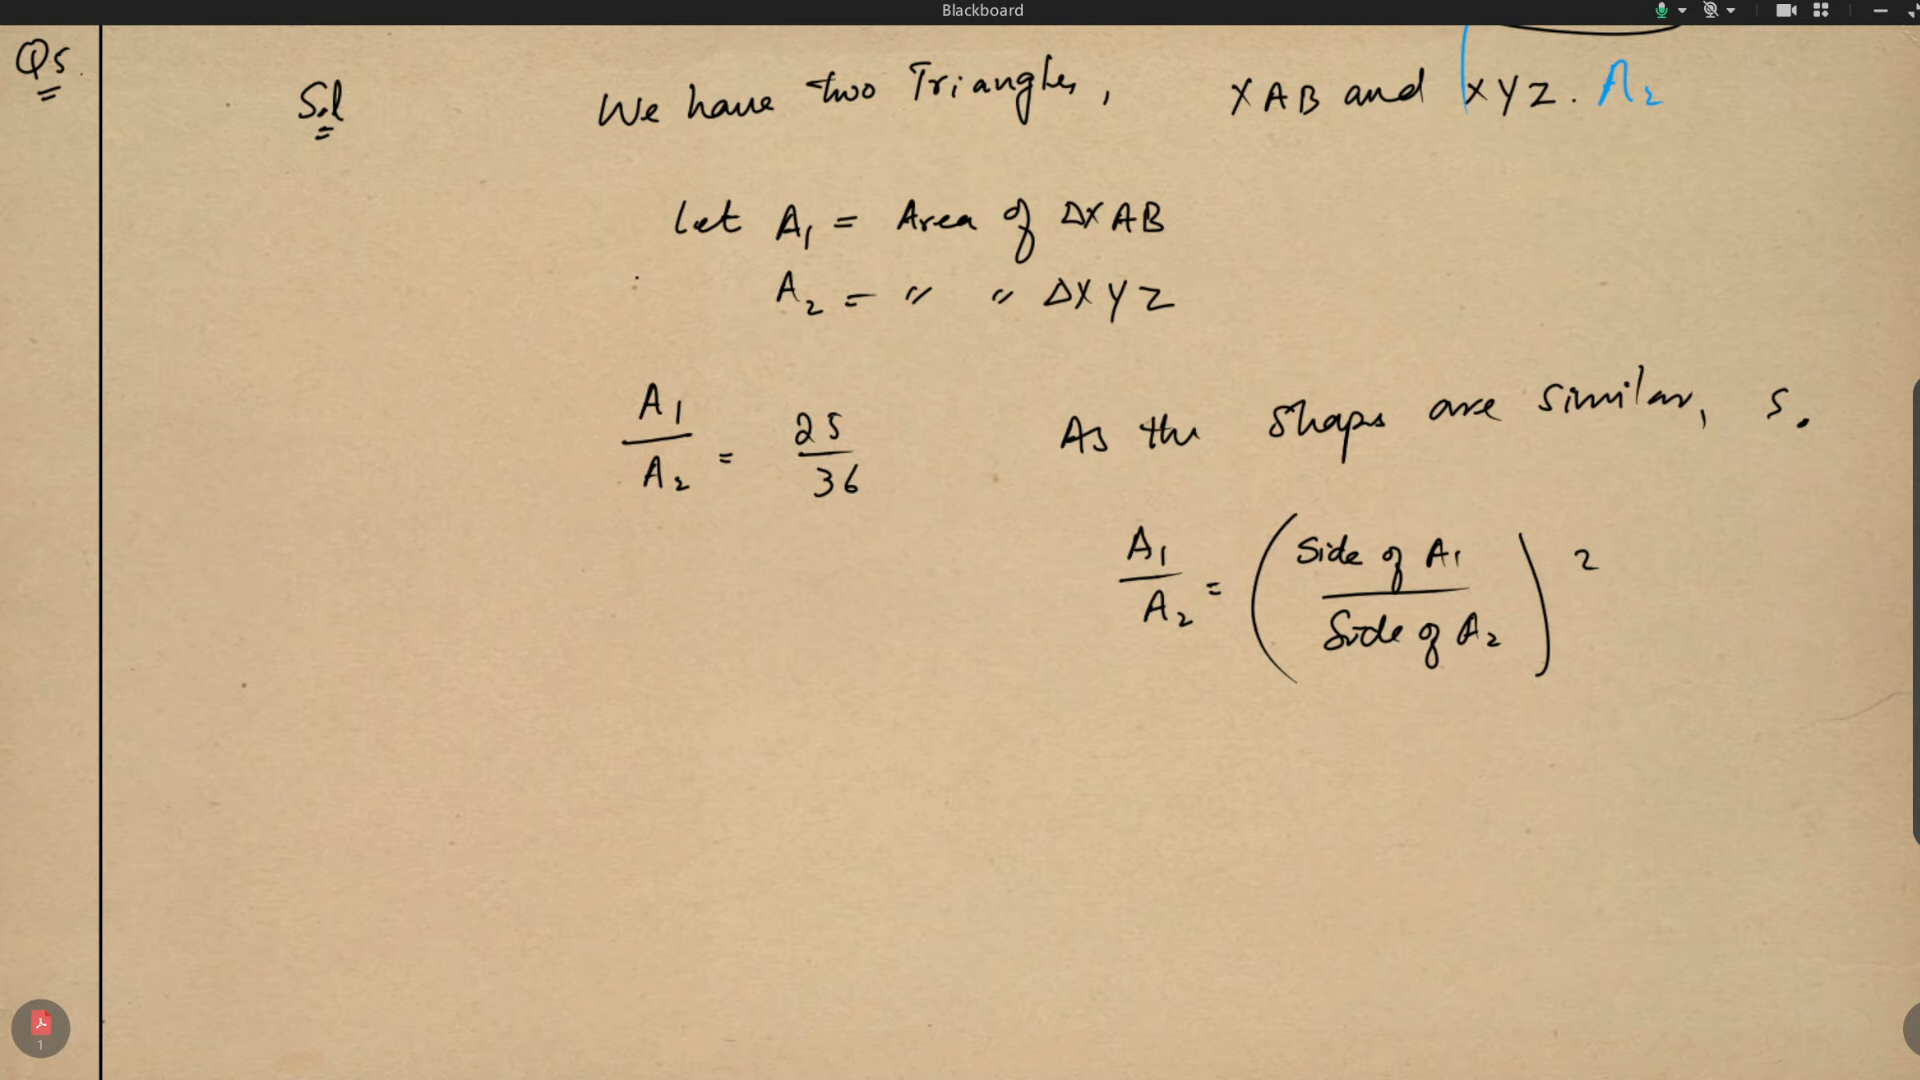 Blackboard
Q5
Sol We have two Triangles, XAB and XYZ. A2
Let A1 = Area of ΔXAB
A2 = " " ΔXYZ
A1/A2 = 25/36 As the shapes are similar, s.
A1/A2 = (Side of A1/Side of A2)^2
1